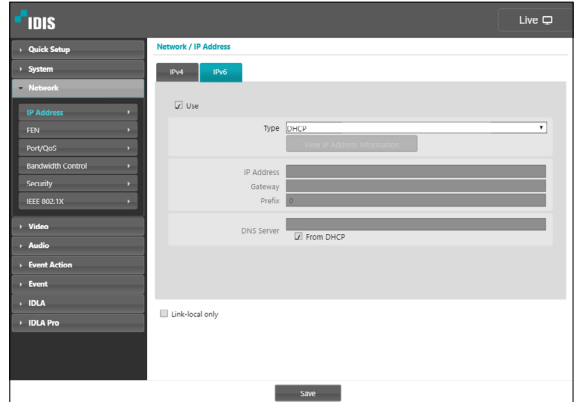 IDIS
Live
Quick Setup
System
Network
IP Address
FEN
Port/QoS
Bandwidth Control
Security
IEEE 802.1X
Video
Audio
Event Action
Event
IDLA
IDLA Pro
Network / IP Address
IPv4 IPv6
Use
Type DHCP
View IP Address Information
IP Address
Gateway
Prefix 0
DNS Server
From DHCP
Link-local only
Save